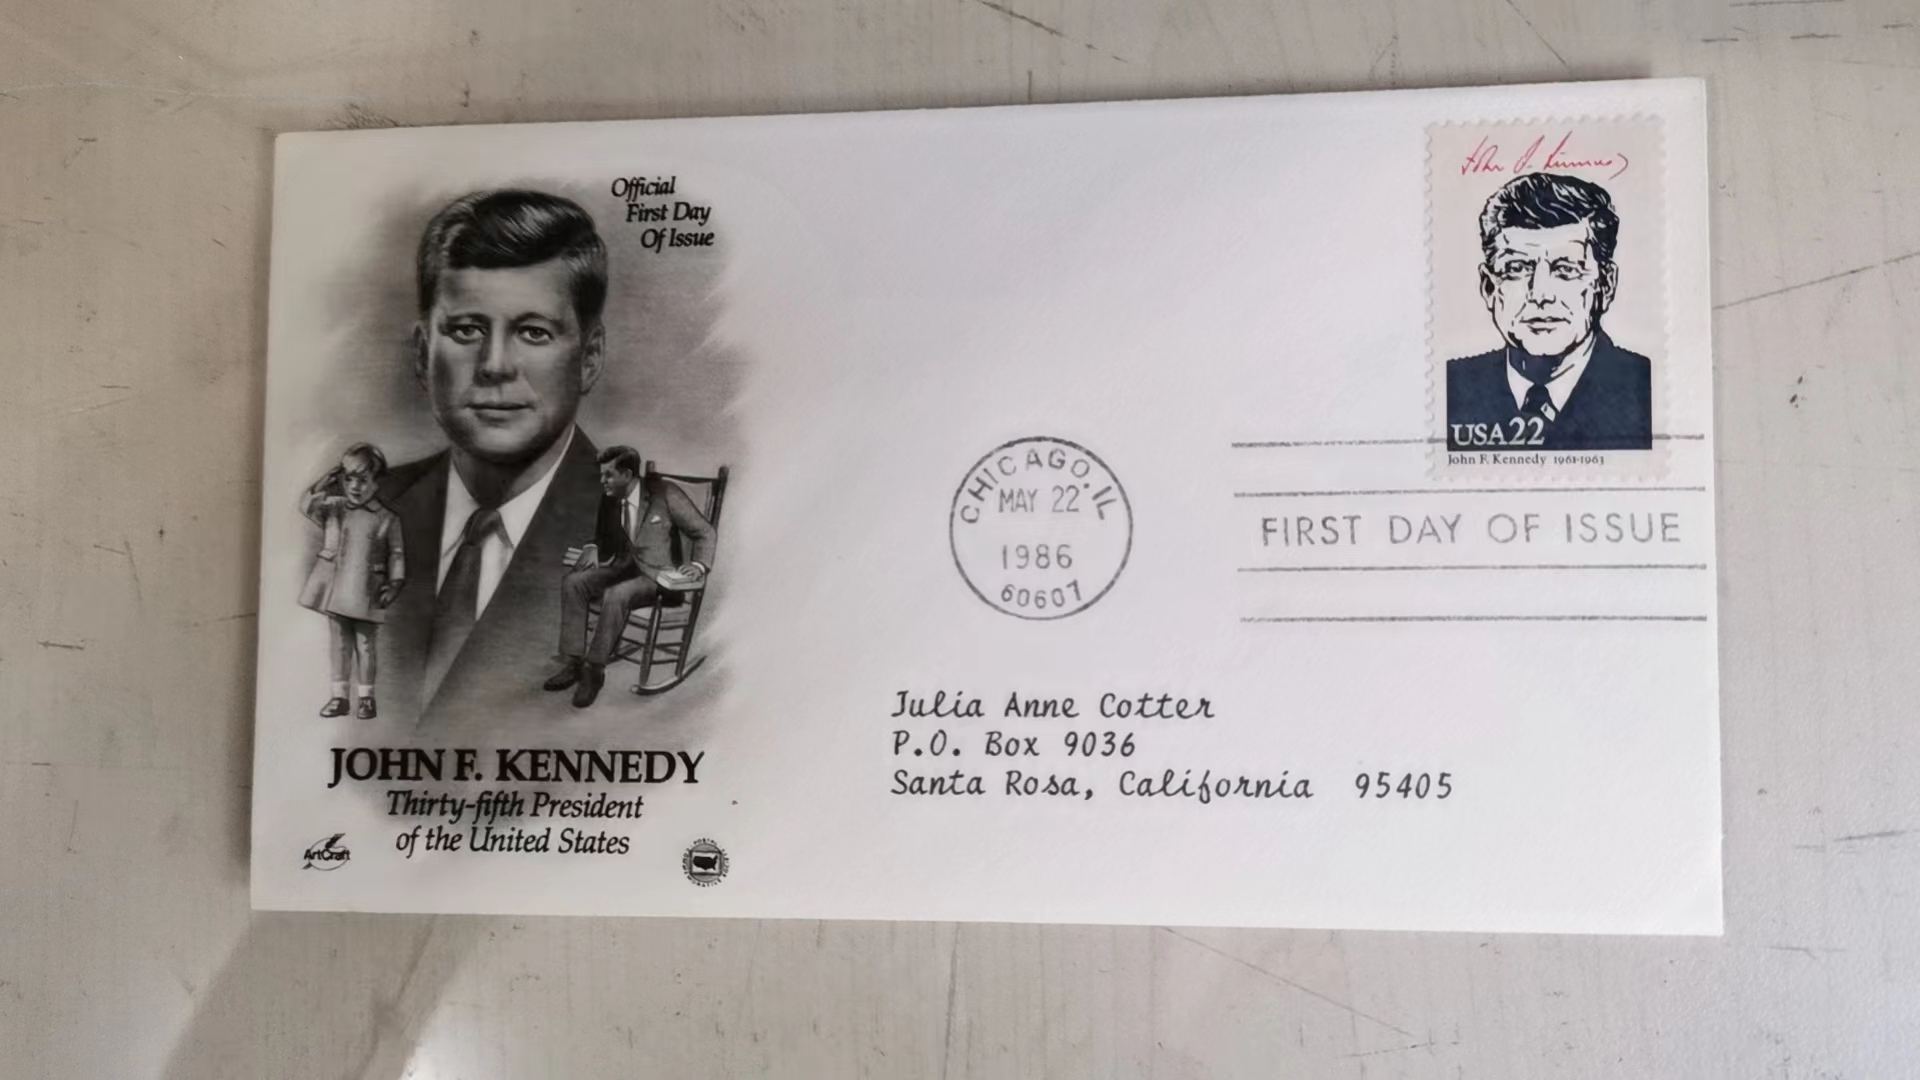 Official
First Day
Of Issue
JOHN F. KENNEDY
Thirty-fifth President
of the United States
ArtCraft
USA22
John F. Kennedy 1961-1963
CHICAGO, IL
MAY 22
1986
60607
FIRST DAY OF ISSUE
Julia Anne Cotter
P.O. Box 9036
Santa Rosa, California 95405